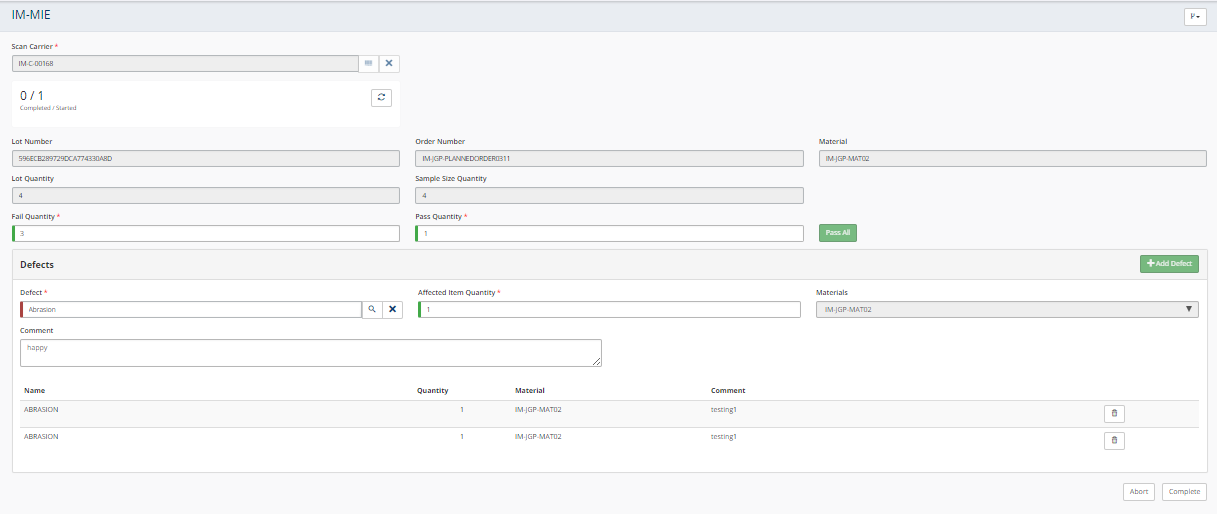 IM-MIE
Scan Carrier *
IM-C-00168
0 / 1
Completed / Started
Lot Number Order Number Material
596ECB289729DCA774330A8D IM-JGP-PLANNEDORDER0311 IM-JGP-MAT02
Lot Quantity Sample Size Quantity
4 4
Fail Quantity * Pass Quantity *
3 1 Pass All
Defects + Add Defect
Defect * Affected Item Quantity * Materials
Abrasion 1 IM-JGP-MAT02
Comment
happy
Name Quantity Material Comment
ABRASION 1 IM-JGP-MAT02 testing1
ABRASION 1 IM-JGP-MAT02 testing1
Abort Complete